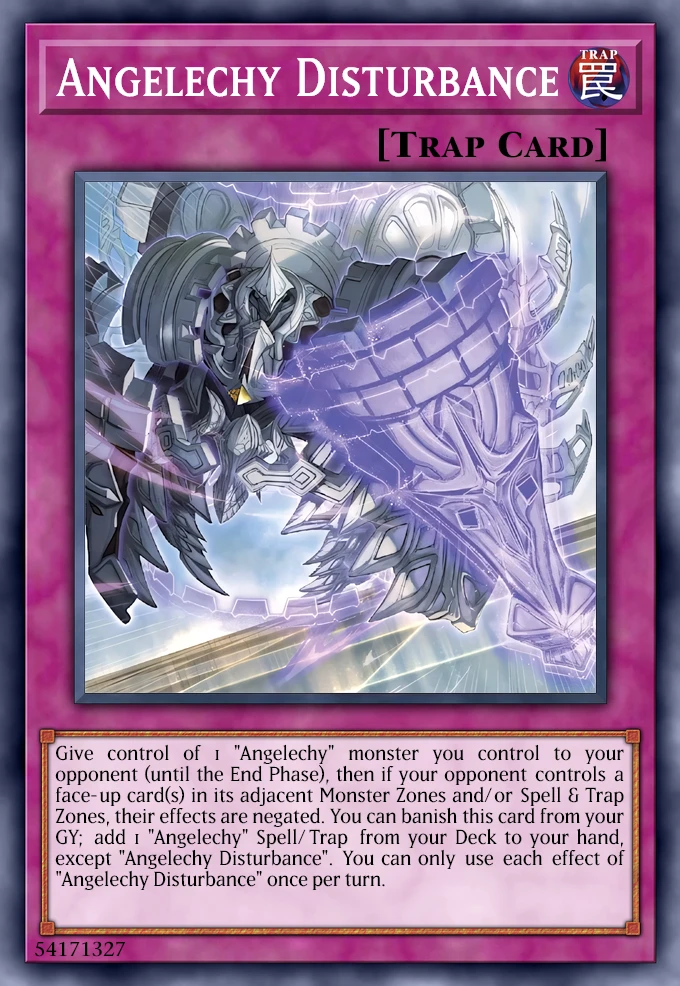 ANGELECHY DISTURBANCE
TRAP
罠
[TRAP CARD]
Give control of 1 "Angelechy" monster you control to your
opponent (until the End Phase), then if your opponent controls a
face-up card(s) in its adjacent Monster Zones and/or Spell & Trap
Zones, their effects are negated. You can banish this card from your
GY; add 1 "Angelechy" Spell/Trap from your Deck to your hand,
except "Angelechy Disturbance". You can only use each effect of
"Angelechy Disturbance" once per turn.
54171327